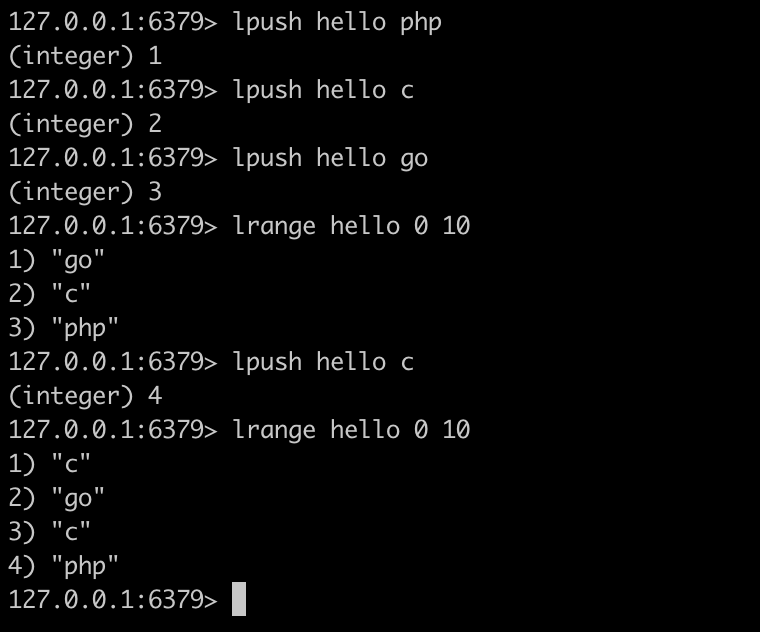 127.0.0.1:6379> lpush hello php
(integer) 1
127.0.0.1:6379> lpush hello c
(integer) 2
127.0.0.1:6379> lpush hello go
(integer) 3
127.0.0.1:6379> lrange hello 0 10
1) "go"
2) "c"
3) "php"
127.0.0.1:6379> lpush hello c
(integer) 4
127.0.0.1:6379> lrange hello 0 10
1) "c"
2) "go"
3) "c"
4) "php"
127.0.0.1:6379>